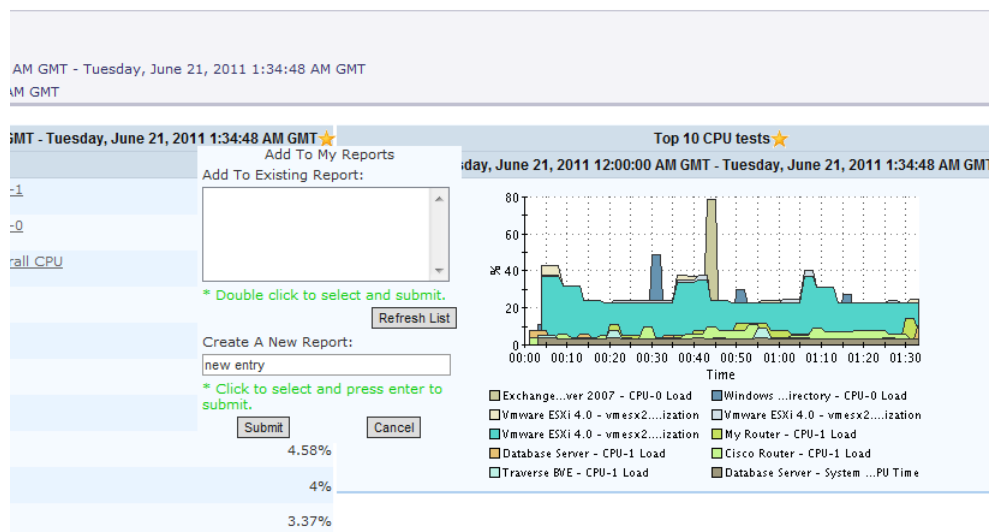 AM GMT - Tuesday, June 21, 2011 1:34:48 AM GMT
AM GMT
GMT - Tuesday, June 21, 2011 1:34:48 AM GMT
-1
-0
rall CPU
4.58%
4%
3.37%
Add To My Reports
Add To Existing Report:
* Double click to select and submit.
Refresh List
Create A New Report:
new entry
* Click to select and press enter to
submit.
Submit Cancel
Top 10 CPU tests
sday, June 21, 2011 12:00:00 AM GMT - Tuesday, June 21, 2011 1:34:48 AM GMT
80
60
40
20
0
%
00:00 00:10 00:20 00:30 00:40 00:50 01:00 01:10 01:20 01:30
Time
Exchange...ver 2007 - CPU-0 Load Windows ...irectory - CPU-0 Load
Vmware ESXi 4.0 - vmesx2....ization Vmware ESXi 4.0 - vmesx2....ization
Vmware ESXi 4.0 - vmesx2....ization My Router - CPU-1 Load
Database Server - CPU-1 Load Cisco Router - CPU-1 Load
Traverse BVE - CPU-1 Load Database Server - System ...PU Time